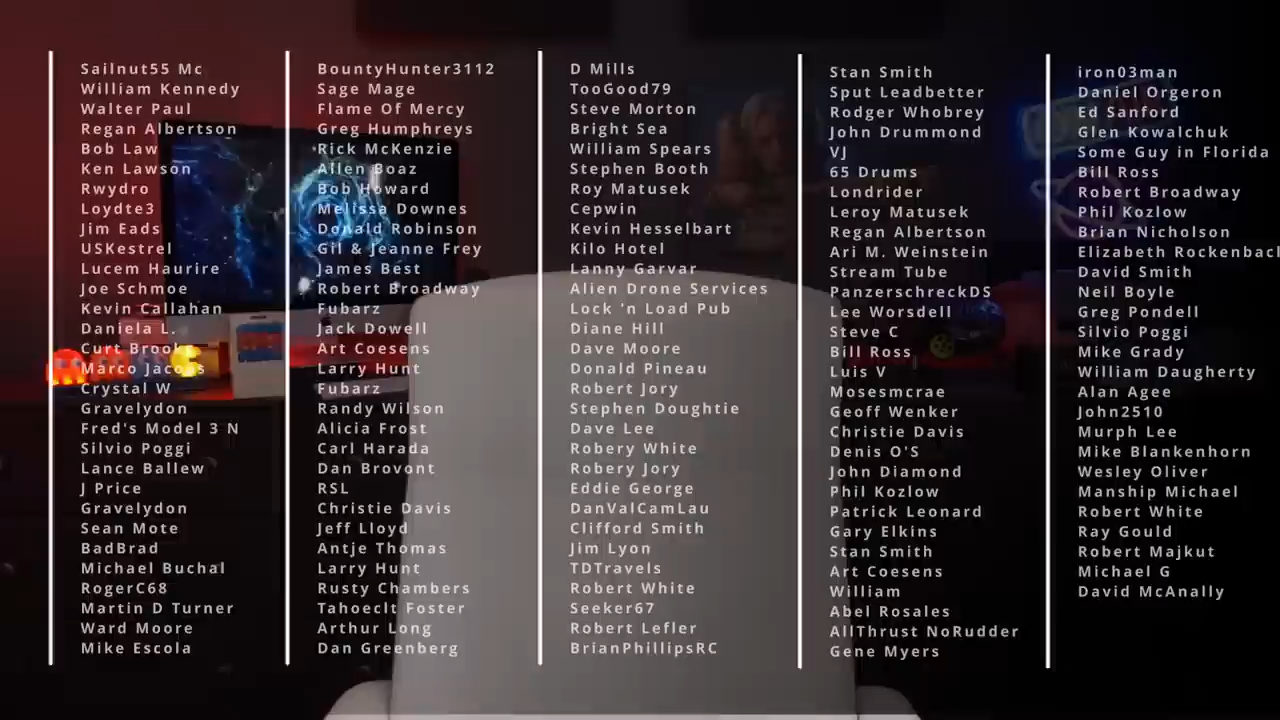 Sailnut55 Mc
William Kennedy
Walter Paul
Regan Albertson
Bob Law
Ken Lawson
Rwydro
Loydte3
Jim Eads
USKestrel
Lucem Haurire
Joe Schmoe
Kevin Callahan
Daniela L.
Curt Brooks
Marco Jacobs
Crystal W
Gravelydon
Fred's Model 3 N
Silvio Poggi
Lance Ballew
J Price
Gravelydon
Sean Mote
BadBrad
Michael Buchal
RogerC68
Martin D Turner
Ward Moore
Mike Escola
BountyHunter3112
Sage Mage
Flame Of Mercy
Greg Humphreys
Rick McKenzie
Allen Boaz
Bob Howard
Melissa Downes
Donald Robinson
Gil & Jeanne Frey
James Best
Robert Broadway
Fubarz
Jack Dowell
Art Coesens
Larry Hunt
Fubarz
Randy Wilson
Alicia Frost
Carl Harada
Dan Brovont
RSL
Christie Davis
Jeff Lloyd
Antje Thomas
Larry Hunt
Rusty Chambers
Tahoeclt Foster
Arthur Long
Dan Greenberg
D Mills
TooGood79
Steve Morton
Bright Sea
William Spears
Stephen Booth
Roy Matusek
Cepwin
Kevin Hesselbart
Kilo Hotel
Lanny Garvar
Alien Drone Services
Lock 'n Load Pub
Diane Hill
Dave Moore
Donald Pineau
Robert Jory
Stephen Doughtie
Dave Lee
Robery White
Robery Jory
Eddie George
DanValCamLau
Clifford Smith
Jim Lyon
TDTravels
Robert White
Seeker67
Robert Lefler
BrianPhillipsRC
Stan Smith
Sput Leadbetter
Rodger Whobrey
John Drummond
VJ
65 Drums
Londrider
Leroy Matusek
Regan Albertson
Ari M. Weinstein
Stream Tube
PanzerschreckDS
Lee Worsdell
Steve C
Bill Ross
Luis V
Mosesmcrae
Geoff Wenker
Christie Davis
Denis O'S
John Diamond
Phil Kozlow
Patrick Leonard
Gary Elkins
Stan Smith
Art Coesens
William
Abel Rosales
AllThrust NoRudder
Gene Myers
iron03man
Daniel Orgeron
Ed Sanford
Glen Kowalchuk
Some Guy in Florida
Bill Ross
Robert Broadway
Phil Kozlow
Brian Nicholson
Elizabeth Rockenbach
David Smith
Neil Boyle
Greg Pondell
Silvio Poggi
Mike Grady
William Daugherty
Alan Agee
John2510
Murph Lee
Mike Blankenhorn
Wesley Oliver
Manship Michael
Robert White
Ray Gould
Robert Majkut
Michael G
David McAnally